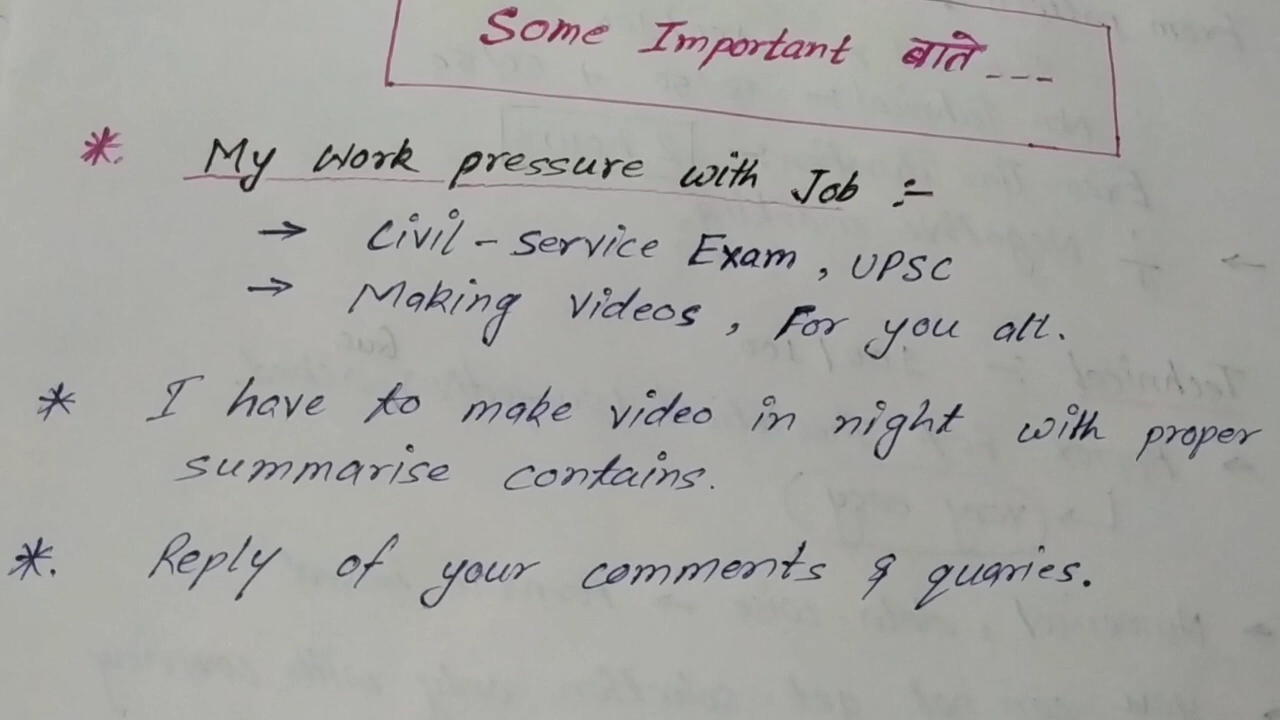 Some Important बाते---
*. My work pressure with Job :-
→ Civil-service Exam, UPSC
→ Making videos, For you all.
* I have to make video in night with proper
summarise contains.
*. Reply of your comments & quaries.